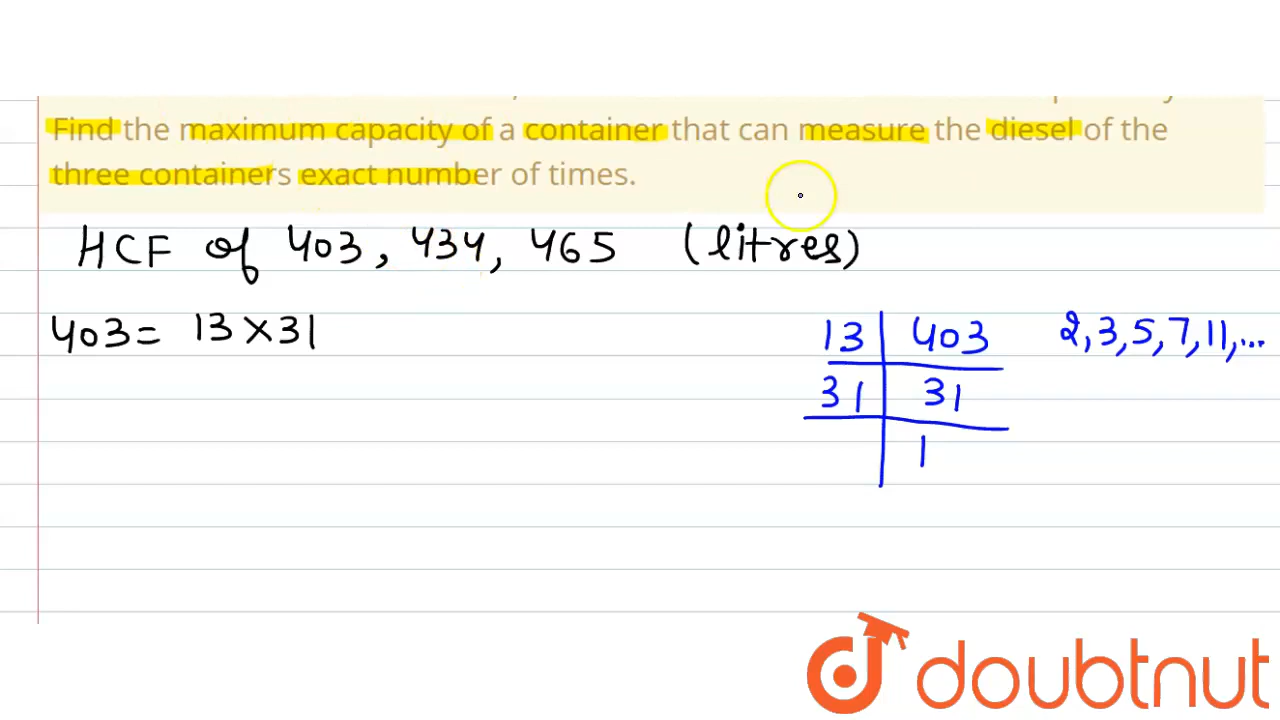 Find the maximum capacity of a container that can measure the diesel of the
three containers exact number of times.
HCF of 403, 434, 465 (litres)
403 = 13 × 31
13 | 403
31 | 31
1
2, 3, 5, 7, 11, ...
doubtnut